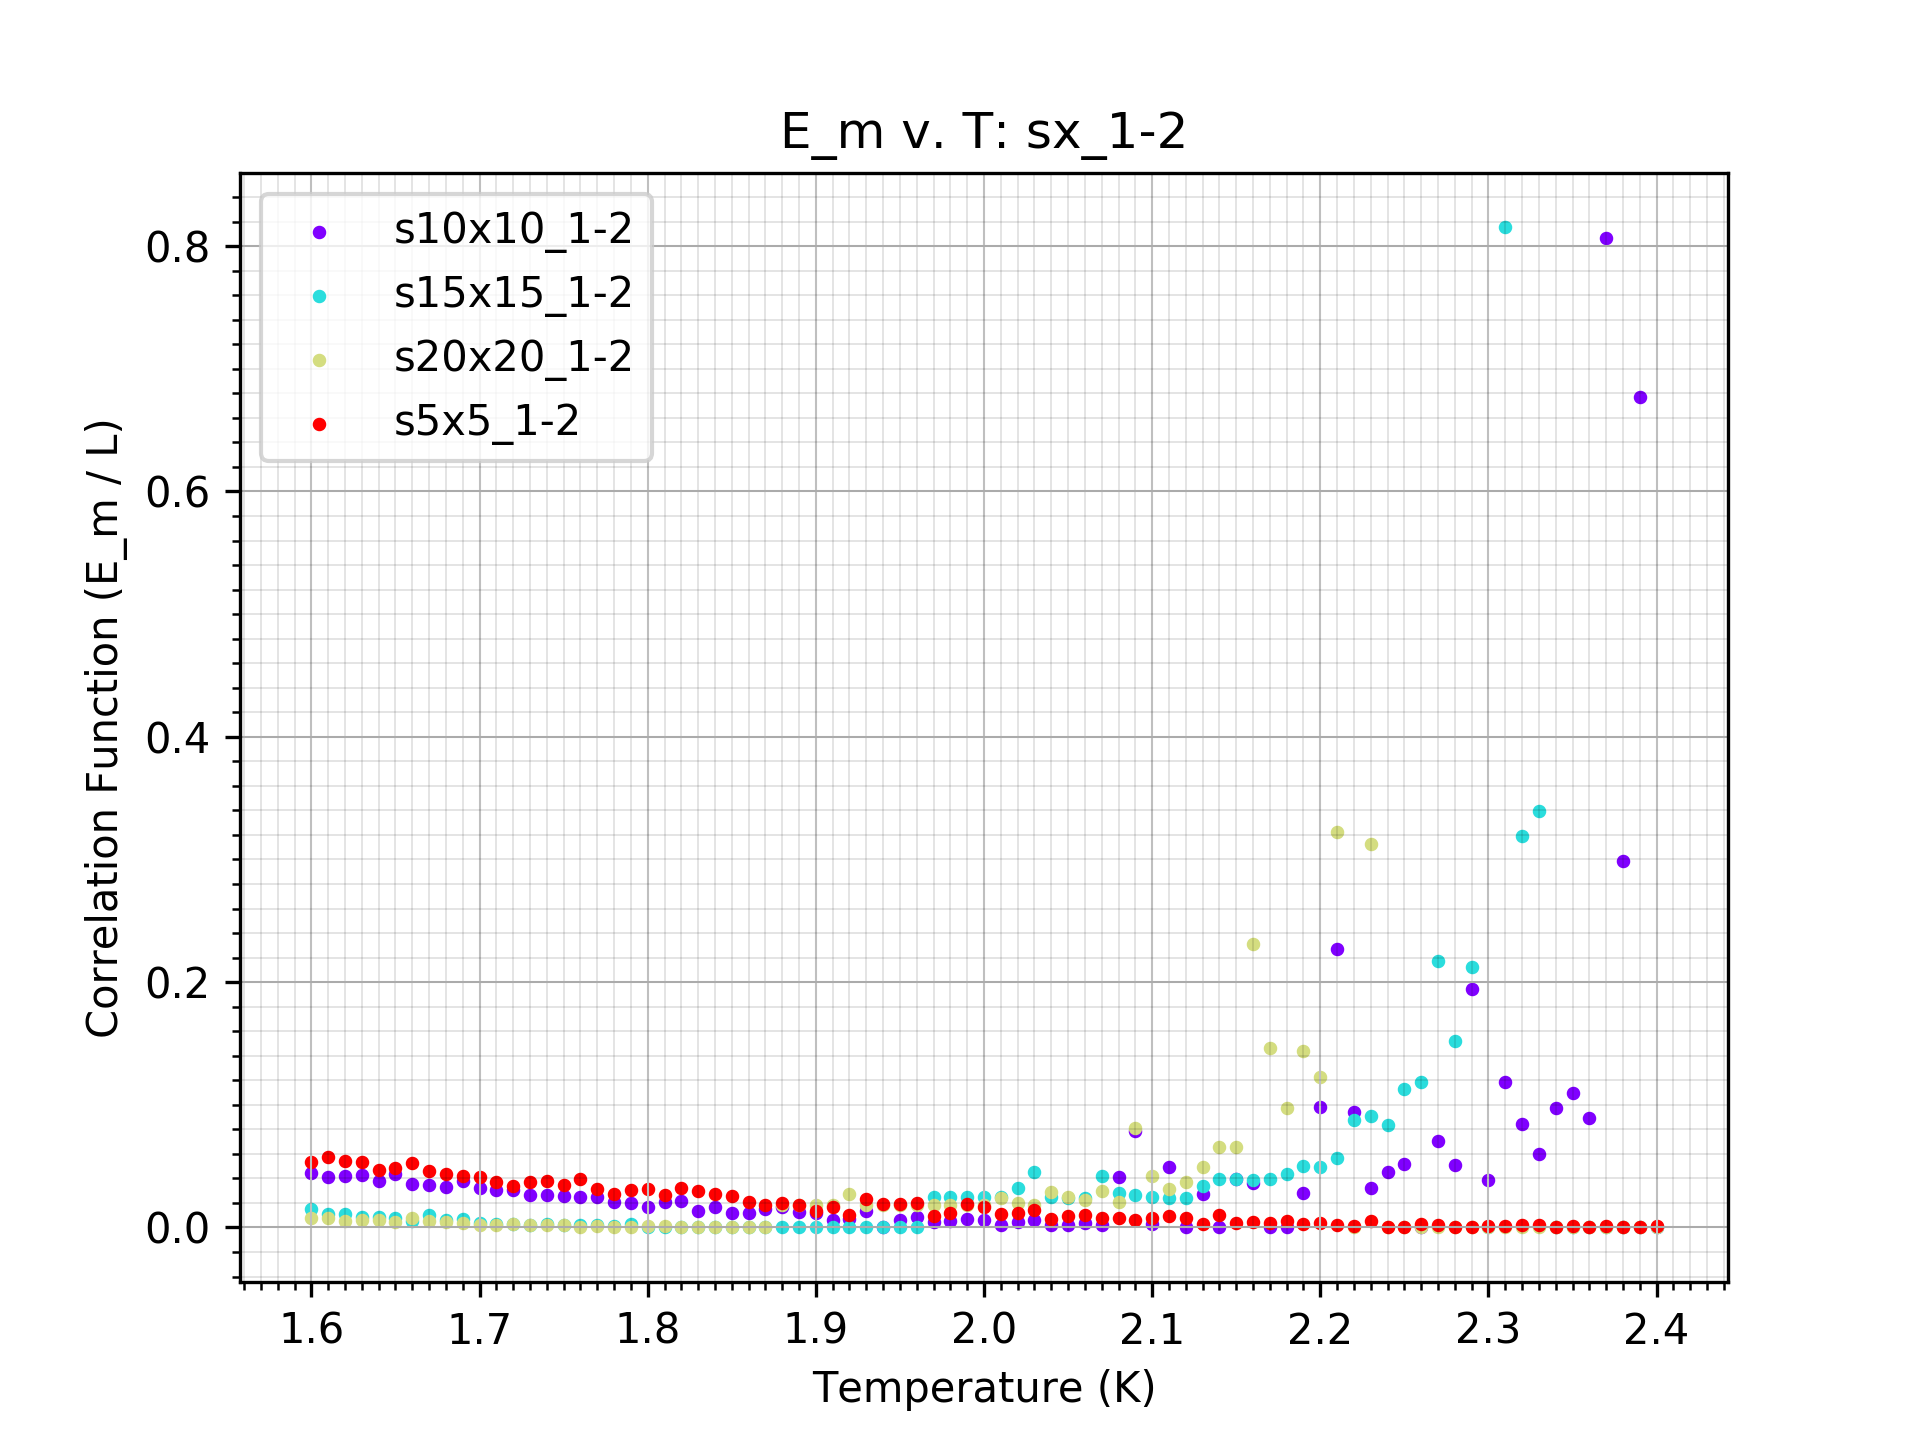 E_m v. T: sx_1-2
s10x10_1-2
s15x15_1-2
s20x20_1-2
s5x5_1-2
0.8
0.6
0.4
0.2
0.0
Correlation Function (E_m / L)
1.6 1.7 1.8 1.9 2.0 2.1 2.2 2.3 2.4
Temperature (K)